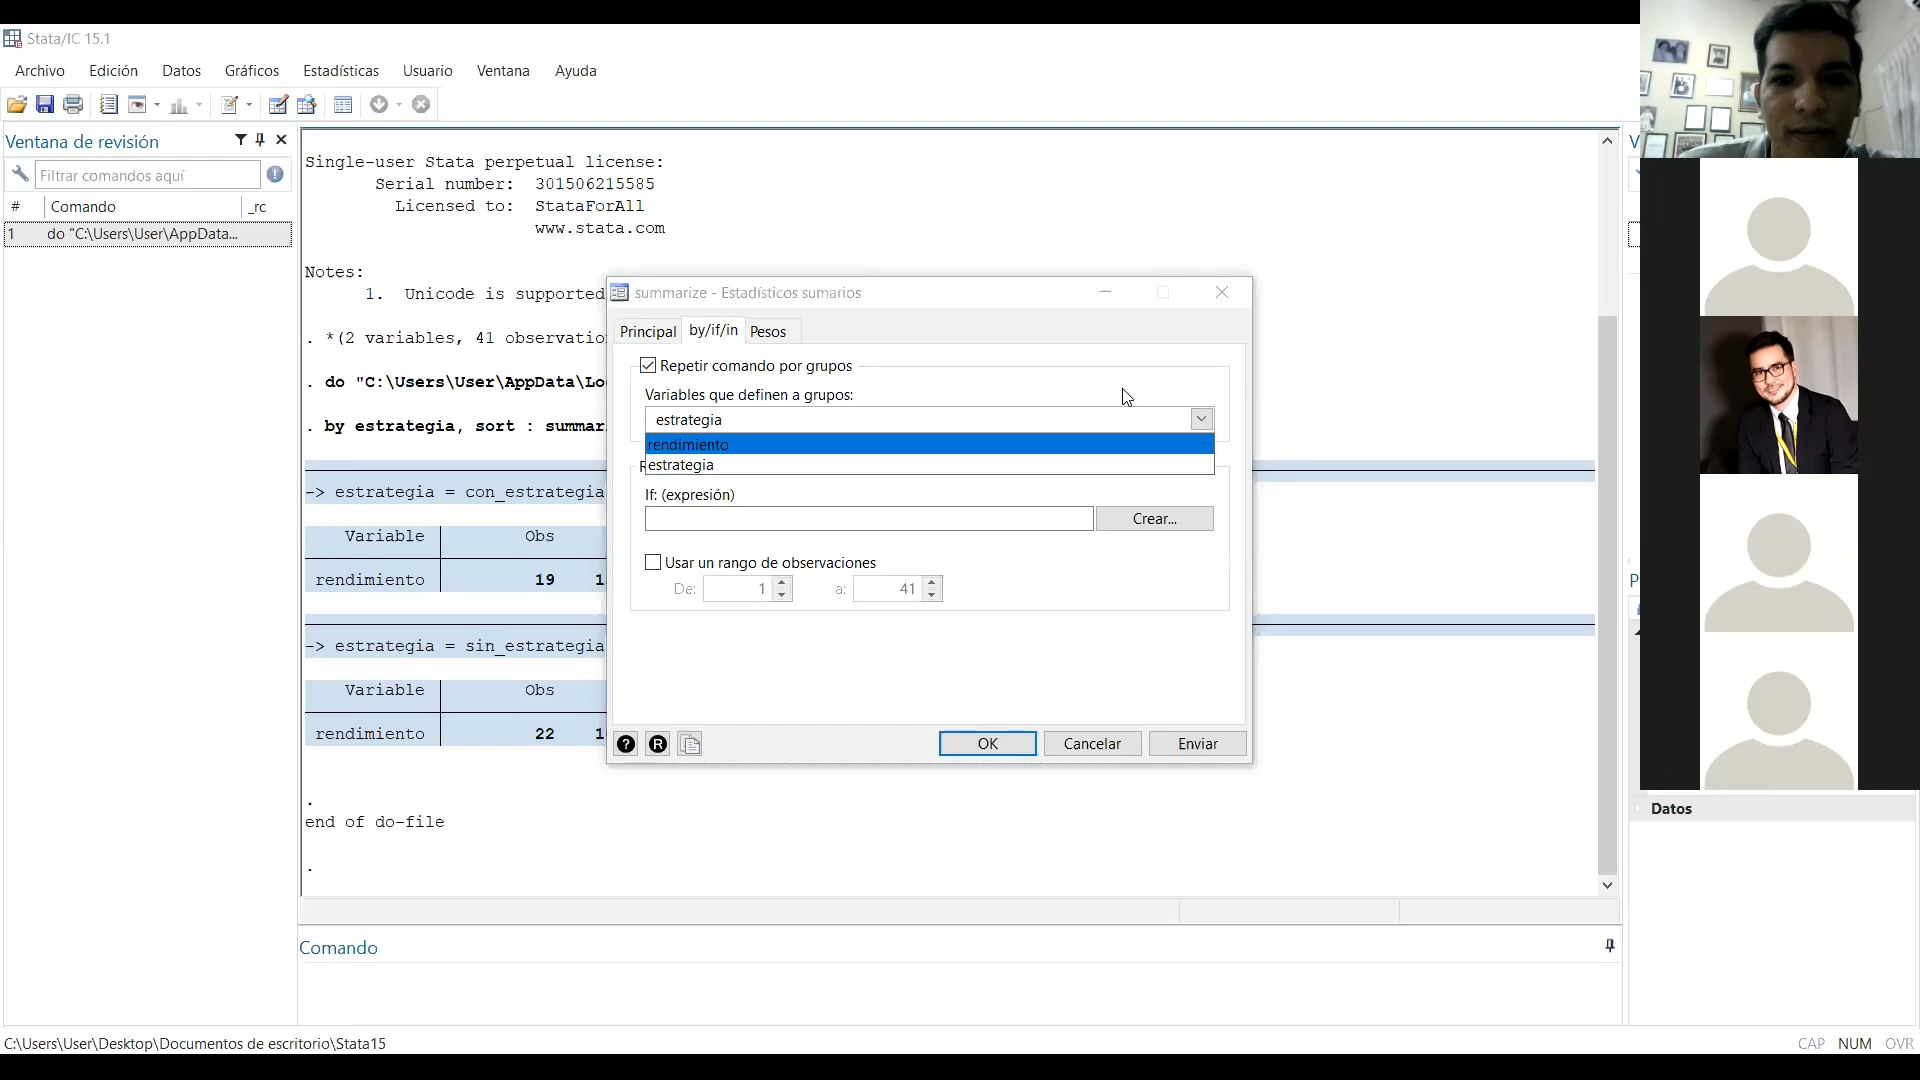 Stata/IC 15.1
Archivo Edición Datos Gráficos Estadísticas Usuario Ventana Ayuda
Ventana de revisión
Filtrar comandos aquí
# Comando _rc
1 do "C:\Users\User\AppData...
Single-user Stata perpetual license:
Serial number: 301506215585
Licensed to: StataForAll
www.stata.com
Notes:
1. Unicode is supported
. *(2 variables, 41 observatio
. do "C:\Users\User\AppData\Lo
. by estrategia, sort : summar
-> estrategia = con_estrategia
Variable Obs
rendimiento 19 1
-> estrategia = sin_estrategia
Variable Obs
rendimiento 22 1
.
end of do-file
.
summarize - Estadísticos sumarios
Principal by/if/in Pesos
Repetir comando por grupos
Variables que definen a grupos:
estrategia
rendimiento
estrategia
If: (expresión)
Crear...
Usar un rango de observaciones
De: 1 a: 41
? R OK Cancelar Enviar
V
P
Datos
Comando
C:\Users\User\Desktop\Documentos de escritorio\Stata15
CAP NUM OVR